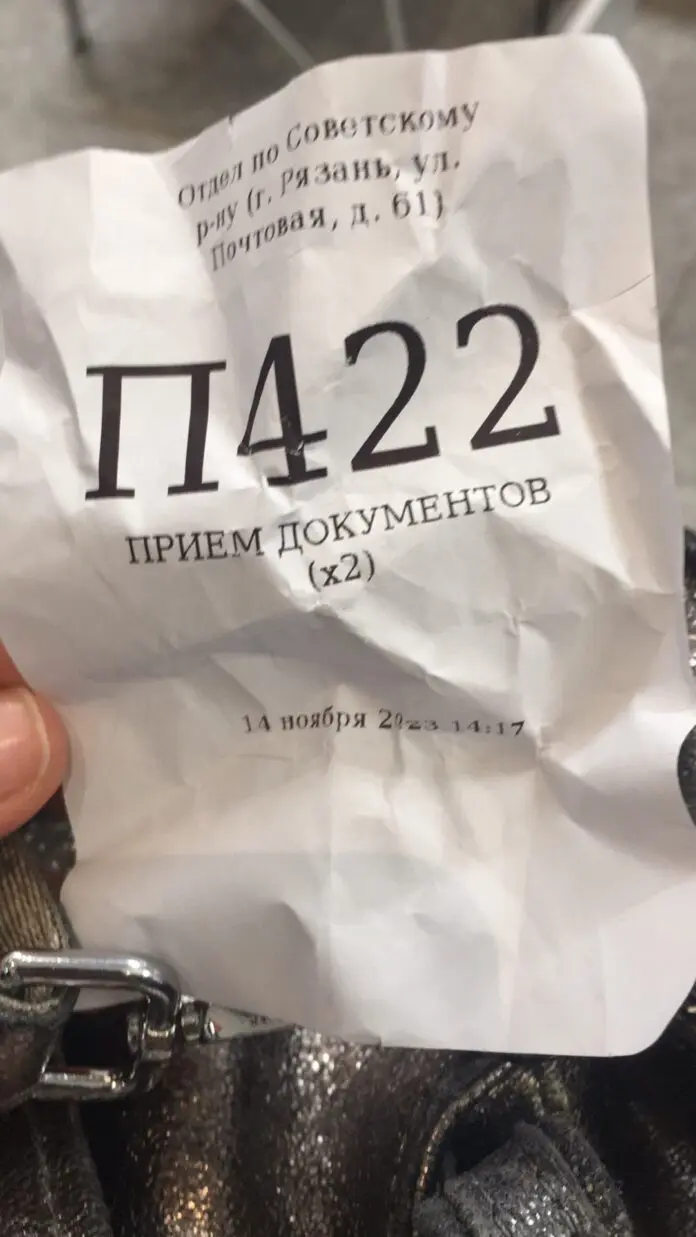 Отдел по Советскому
р-ну (г. Рязань, ул.
Почтовая, д. 61)
П422
ПРИЕМ ДОКУМЕНТОВ
(x2)
14 ноября 2023 14:17